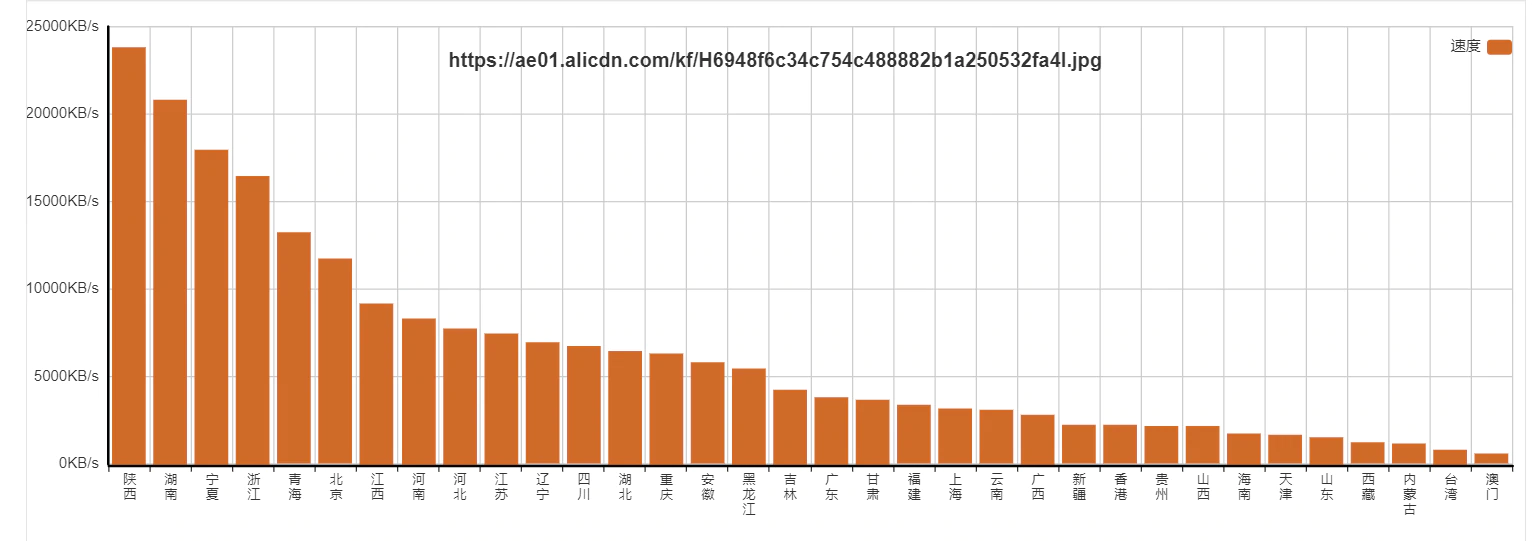 25000KB/s
https://ae01.alicdn.com/kf/H6948f6c34c754c488882b1a250532fa4l.jpg
速度
20000KB/s
15000KB/s
10000KB/s
5000KB/s
0KB/s
陕西
湖南
宁夏
浙江
青海
北京
江西
河南
河北
江苏
辽宁
四川
湖北
重庆
安徽
黑龙江
吉林
广东
甘肃
福建
上海
云南
广西
新疆
香港
贵州
山西
海南
天津
山东
西藏
内蒙古
台湾
澳门